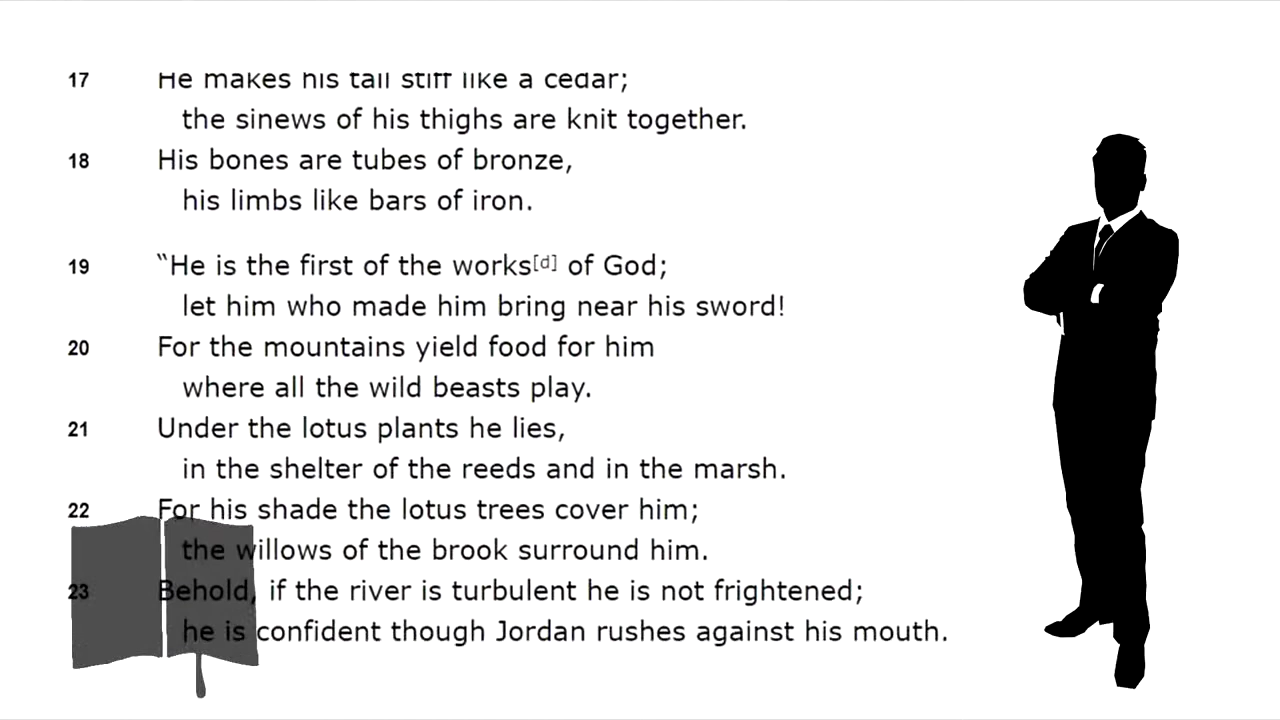 17 He makes his tail stiff like a cedar;
the sinews of his thighs are knit together.
18 His bones are tubes of bronze,
his limbs like bars of iron.
19 “He is the first of the works[d] of God;
let him who made him bring near his sword!
20 For the mountains yield food for him
where all the wild beasts play.
21 Under the lotus plants he lies,
in the shelter of the reeds and in the marsh.
22 For his shade the lotus trees cover him;
the willows of the brook surround him.
23 Behold, if the river is turbulent he is not frightened;
he is confident though Jordan rushes against his mouth.